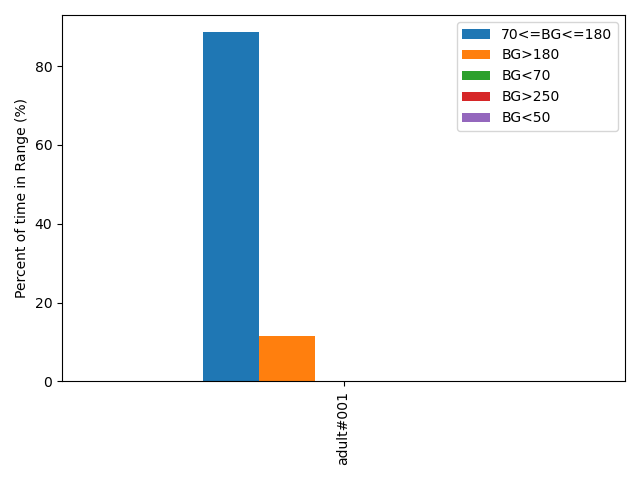 70<=BG<=180
BG>180
BG<70
BG>250
BG<50
Percent of time in Range (%)
80
60
40
20
0
adult#001